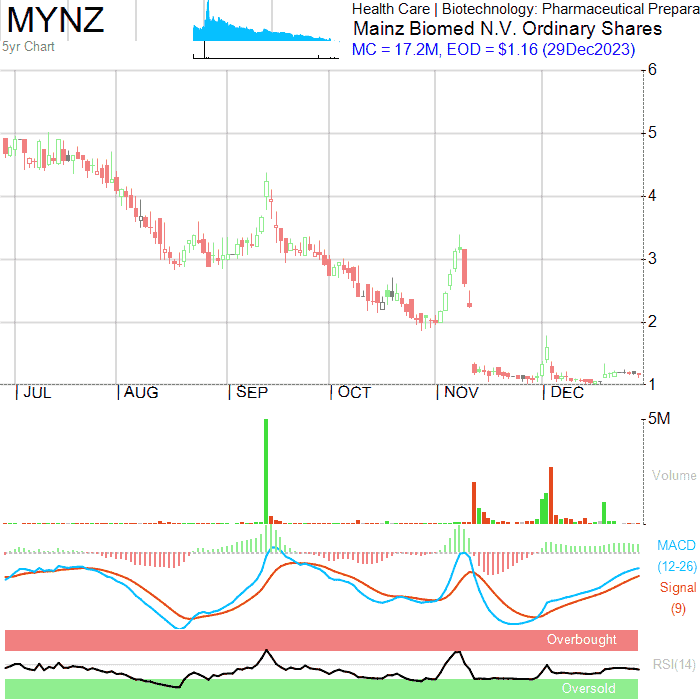 MYNZ
5yr Chart
Health Care | Biotechnology: Pharmaceutical Prepara
Mainz Biomed N.V. Ordinary Shares
MC = 17.2M, EOD = $1.16 (29Dec2023)
6
5
4
3
2
1
JUL AUG SEP OCT NOV DEC
5M
Volume
MACD
(12-26)
Signal
(9)
Overbought
RSI(14)
Oversold